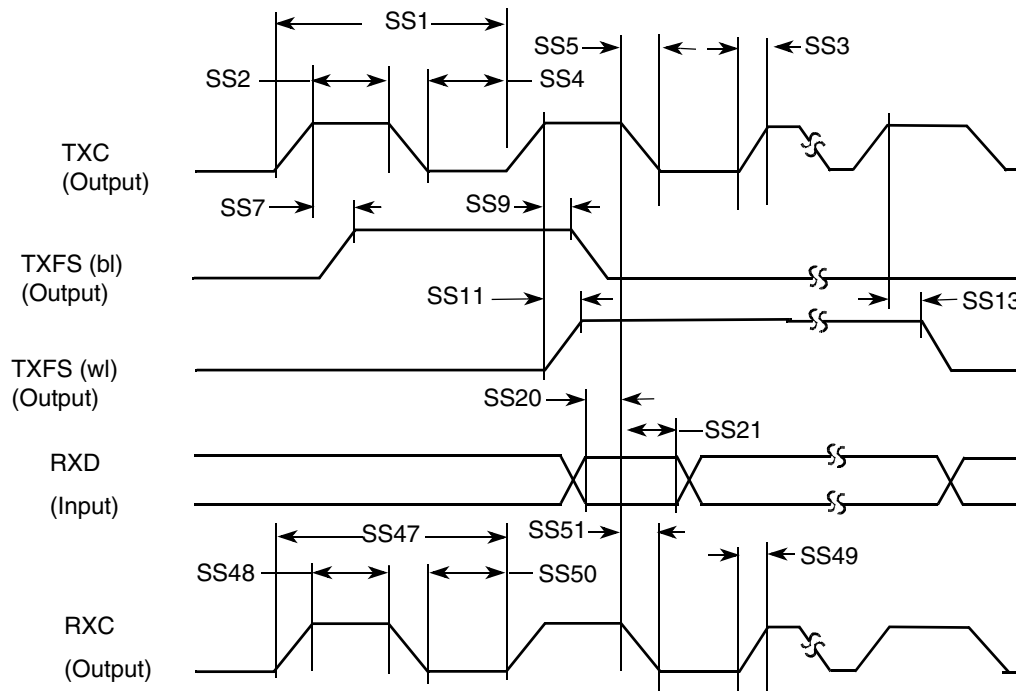 SS1
SS5
SS3
SS2
SS4
TXC
(Output)
SS7
SS9
TXFS (bl)
(Output)
SS11
SS13
TXFS (wl)
(Output)
SS20
SS21
RXD
(Input)
SS47
SS51
SS49
SS48
SS50
RXC
(Output)